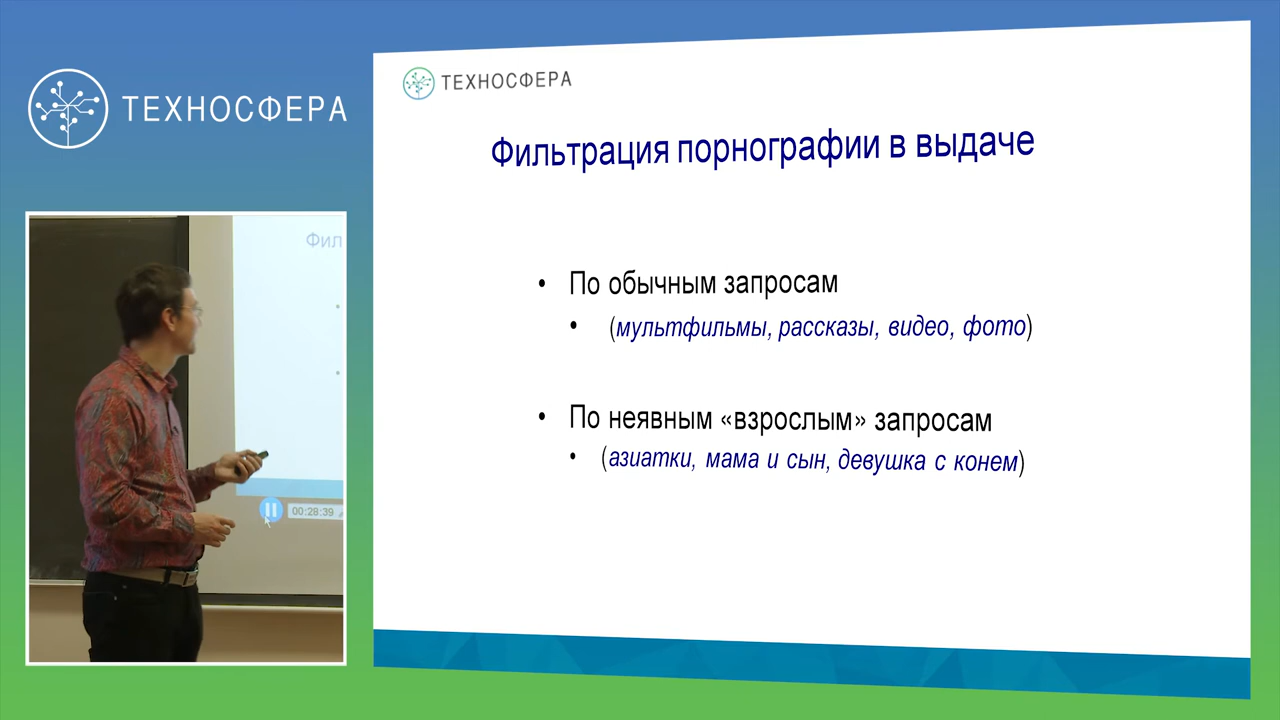 ТЕХНОСФЕРА
ТЕХНОСФЕРА
Фильтрация порнографии в выдаче
• По обычным запросам
• (мультфильмы, рассказы, видео, фото)
• По неявным «взрослым» запросам
• (азиатки, мама и сын, девушка с конем)
Фил
00:28:39